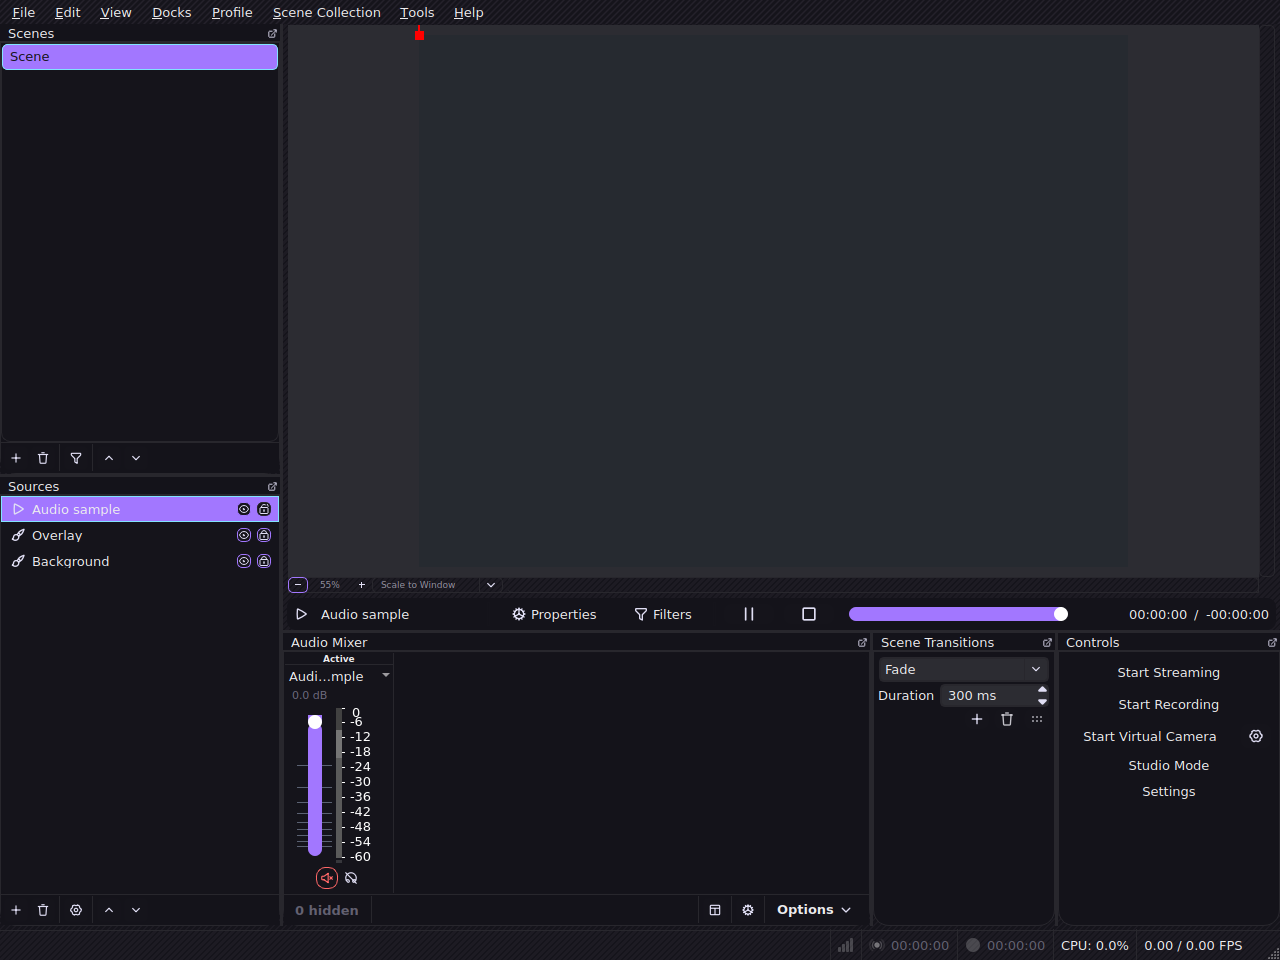 File Edit View Docks Profile Scene Collection Tools Help
Scenes
Scene
Sources
Audio sample
Overlay
Background
55% Scale to Window
Audio sample Properties Filters 00:00:00 / -00:00:00
Audio Mixer
Active
Audi...mple
0.0 dB
0
-6
-12
-18
-24
-30
-36
-42
-48
-54
-60
0 hidden
Options
Scene Transitions
Fade
Duration 300 ms
Controls
Start Streaming
Start Recording
Start Virtual Camera
Studio Mode
Settings
00:00:00 00:00:00 CPU: 0.0% 0.00 / 0.00 FPS